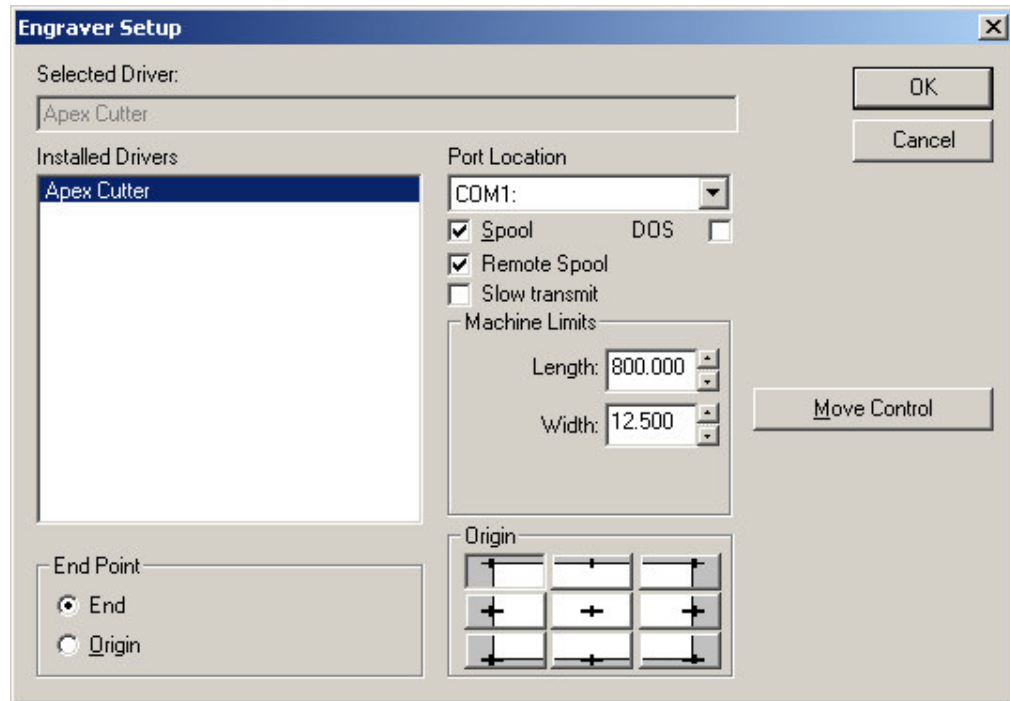 Engraver Setup
Selected Driver:
Apex Cutter
OK
Cancel
Installed Drivers
Apex Cutter
Port Location
COM1:
Spool DOS
Remote Spool
Slow transmit
Machine Limits
Length: 800.000
Width: 12.500
Move Control
End Point
End
Origin
Origin